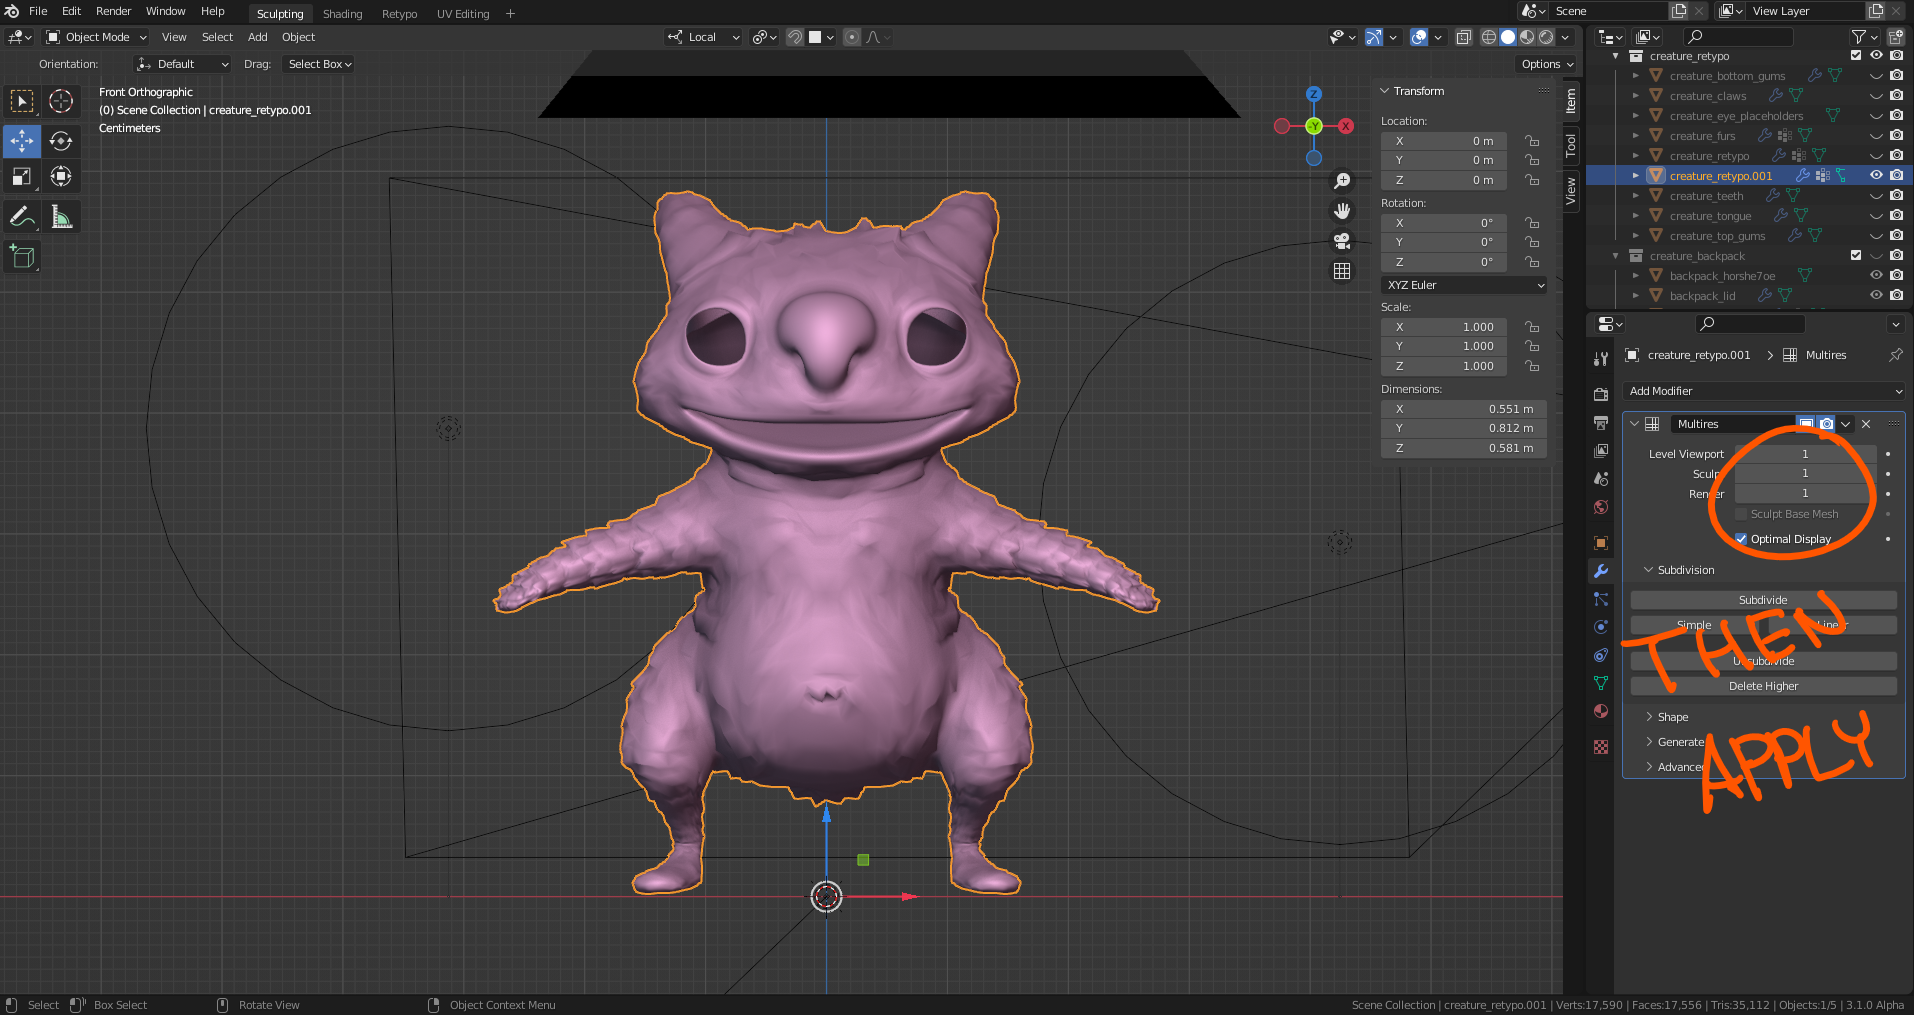 File Edit Render Window Help Sculpting Shading Retypo UV Editing + Scene View Layer
Object Mode View Select Add Object Local
Orientation: Default Drag: Select Box Options
Front Orthographic
(0) Scene Collection | creature_retypo.001
Centimeters
Z
-Y
X
Transform
Location:
X 0 m
Y 0 m
Z 0 m
Rotation:
X 0°
Y 0°
Z 0°
XYZ Euler
Scale:
X 1.000
Y 1.000
Z 1.000
Dimensions:
X 0.551 m
Y 0.812 m
Z 0.581 m
Item
Tool
View
creature_retypo
creature_bottom_gums
creature_claws
creature_eye_placeholders
creature_furs
creature_retypo
creature_retypo.001
creature_teeth
creature_tongue
creature_top_gums
creature_backpack
backpack_horshe7oe
backpack_lid
creature_retypo.001 Multires
Add Modifier
Multires
Level Viewport 1
Sculpt 1
Render 1
Sculpt Base Mesh
Optimal Display
Subdivision
Subdivide
Simple Linear
Unsubdivide
Delete Higher
Shape
Generate
Advanced
THEN
APPLY
Select Box Select Rotate View Object Context Menu
Scene Collection | creature_retypo.001 | Verts:17,590 | Faces:17,556 | Tris:35,112 | Objects:1/5 | 3.1.0 Alpha